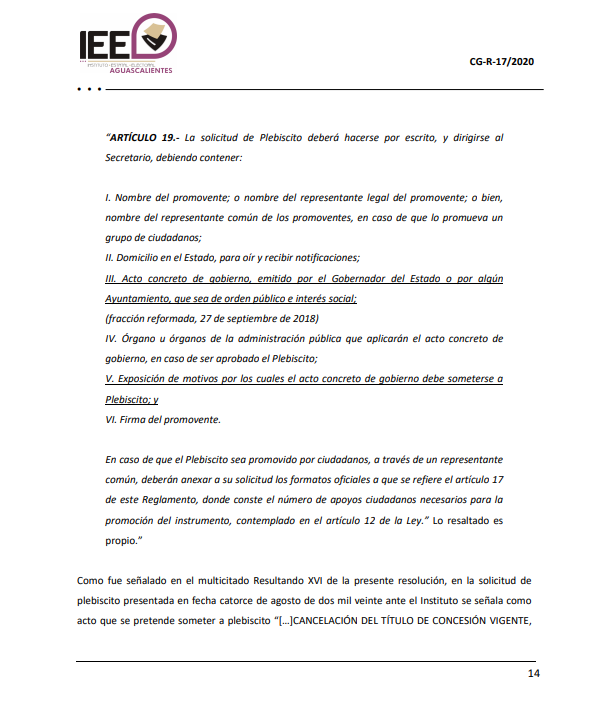 IEE
INSTITUTO ESTATAL ELECTORAL
AGUASCALIENTES
CG-R-17/2020
“ARTÍCULO 19.- La solicitud de Plebiscito deberá hacerse por escrito, y dirigirse al
Secretario, debiendo contener:
I. Nombre del promovente; o nombre del representante legal del promovente; o bien,
nombre del representante común de los promoventes, en caso de que lo promueva un
grupo de ciudadanos;
II. Domicilio en el Estado, para oír y recibir notificaciones;
III. Acto concreto de gobierno, emitido por el Gobernador del Estado o por algún
Ayuntamiento, que sea de orden público e interés social;
(fracción reformada, 27 de septiembre de 2018)
IV. Órgano u órganos de la administración pública que aplicarán el acto concreto de
gobierno, en caso de ser aprobado el Plebiscito;
V. Exposición de motivos por los cuales el acto concreto de gobierno debe someterse a
Plebiscito; y
VI. Firma del promovente.
En caso de que el Plebiscito sea promovido por ciudadanos, a través de un representante
común, deberán anexar a su solicitud los formatos oficiales a que se refiere el artículo 17
de este Reglamento, donde conste el número de apoyos ciudadanos necesarios para la
promoción del instrumento, contemplado en el artículo 12 de la Ley.” Lo resaltado es
propio.”
Como fue señalado en el multicitado Resultando XVI de la presente resolución, en la solicitud de
plebiscito presentada en fecha catorce de agosto de dos mil veinte ante el Instituto se señala como
acto que se pretende someter a plebiscito “[…]CANCELACIÓN DEL TÍTULO DE CONCESIÓN VIGENTE,
14